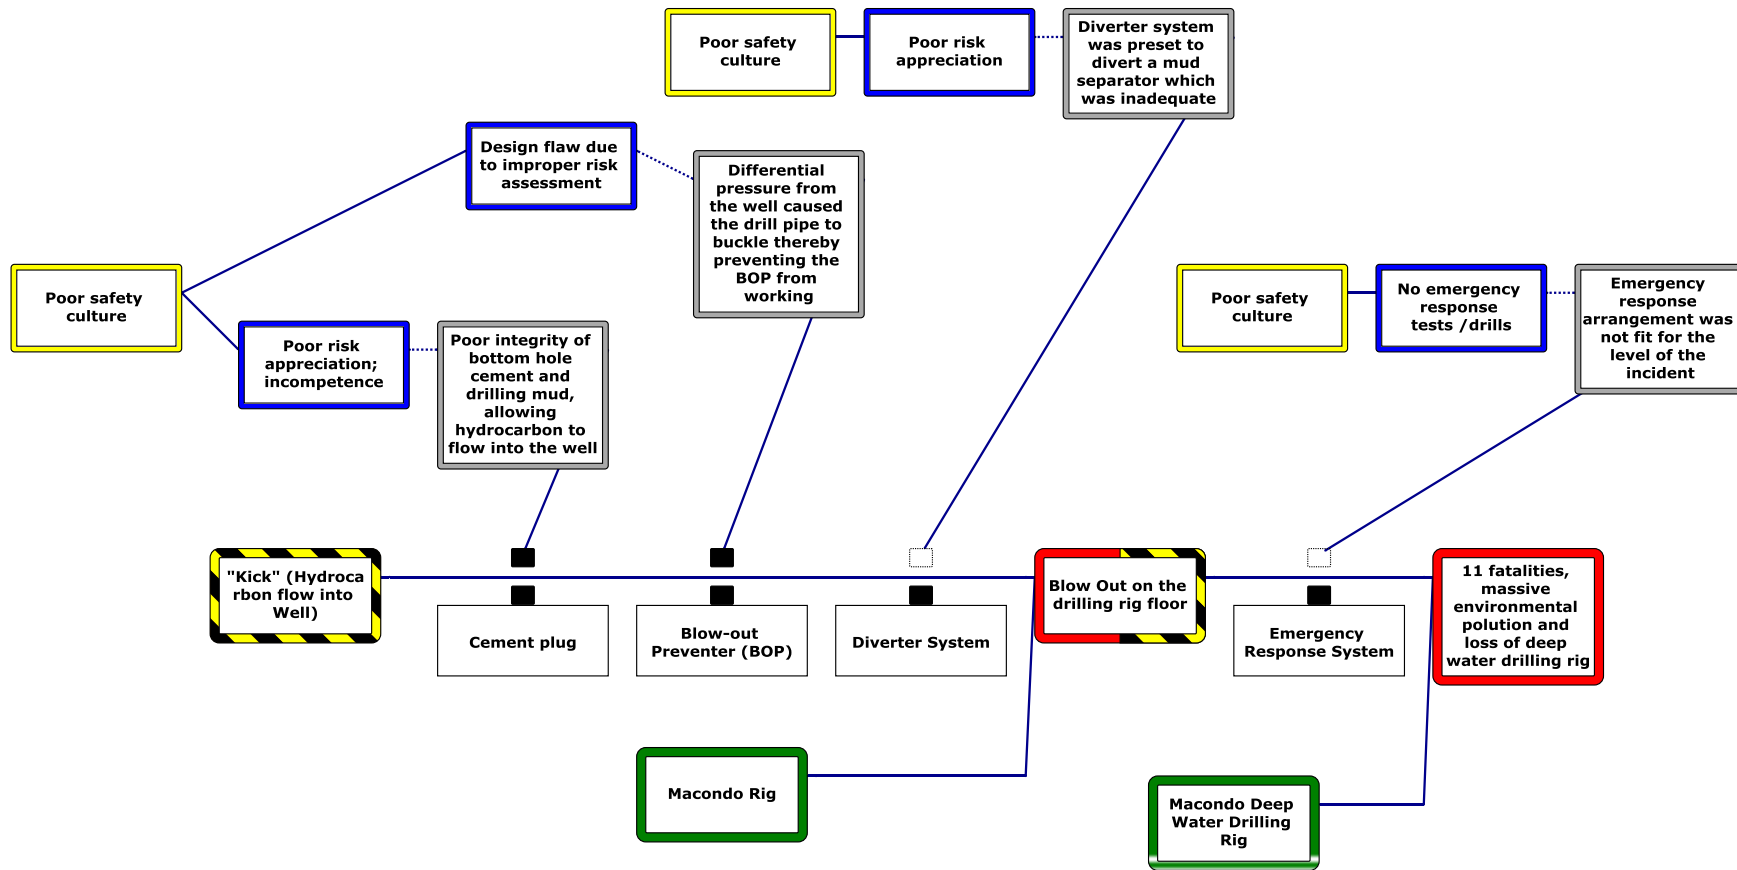 Poor safety
culture
Poor risk
appreciation
Diverter system
was preset to
divert a mud
separator which
was inadequate
Design flaw due
to improper risk
assessment
Differential
pressure from
the well caused
the drill pipe to
buckle thereby
preventing the
BOP from
working
Poor safety
culture
Poor risk
appreciation;
incompetence
Poor integrity of
bottom hole
cement and
drilling mud,
allowing
hydrocarbon to
flow into the well
Poor safety
culture
No emergency
response
tests /drills
Emergency
response
arrangement was
not fit for the
level of the
incident
"Kick" (Hydroca
rbon flow into
Well)
Cement plug
Blow-out
Preventer (BOP)
Diverter System
Blow Out on the
drilling rig floor
Emergency
Response System
11 fatalities,
massive
environmental
polution and
loss of deep
water drilling rig
Macondo Rig
Macondo Deep
Water Drilling
Rig